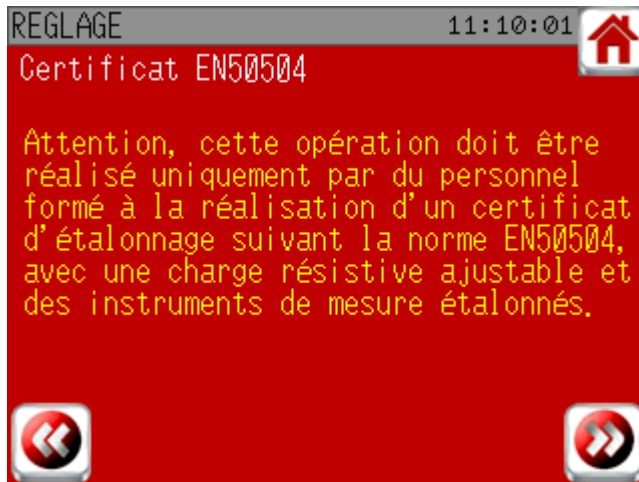 REGLAGE 11:10:01
Certificat EN50504
Attention, cette opération doit être
réalisé uniquement par du personnel
formé à la réalisation d'un certificat
d'étalonnage suivant la norme EN50504,
avec une charge résistive ajustable et
des instruments de mesure étalonnés.